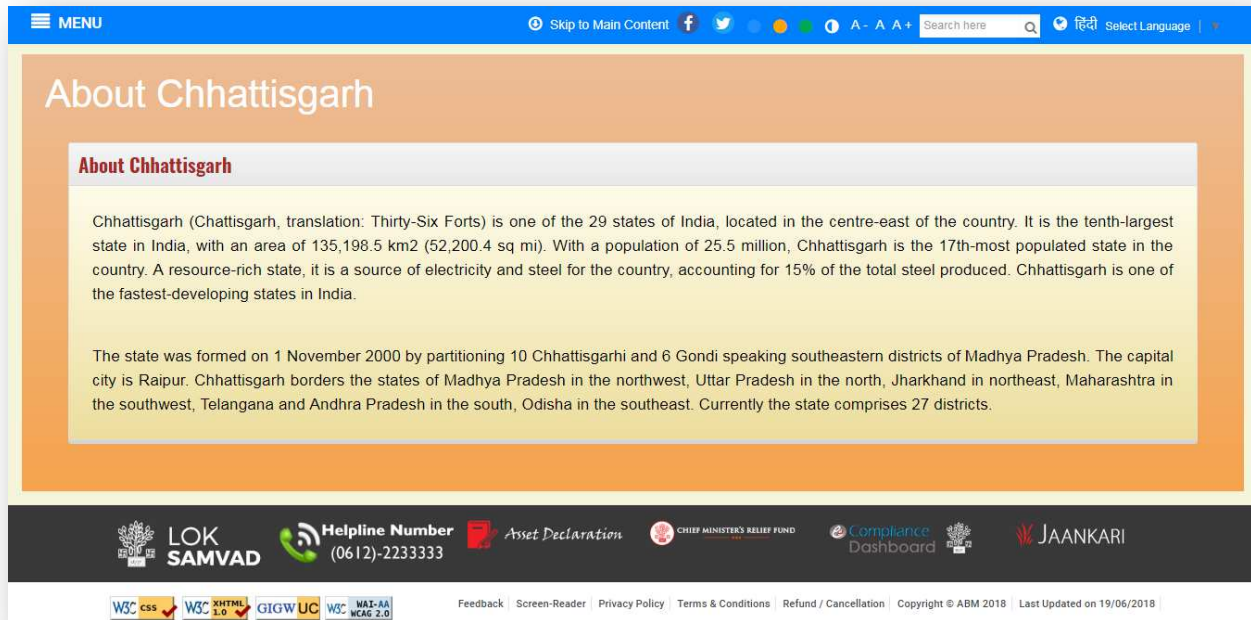 MENU
Skip to Main Content A - A A + Search here हिंदी Select Language |
About Chhattisgarh
About Chhattisgarh
Chhattisgarh (Chattisgarh, translation: Thirty-Six Forts) is one of the 29 states of India, located in the centre-east of the country. It is the tenth-largest
state in India, with an area of 135,198.5 km2 (52,200.4 sq mi). With a population of 25.5 million, Chhattisgarh is the 17th-most populated state in the
country. A resource-rich state, it is a source of electricity and steel for the country, accounting for 15% of the total steel produced. Chhattisgarh is one of
the fastest-developing states in India.
The state was formed on 1 November 2000 by partitioning 10 Chhattisgarhi and 6 Gondi speaking southeastern districts of Madhya Pradesh. The capital
city is Raipur. Chhattisgarh borders the states of Madhya Pradesh in the northwest, Uttar Pradesh in the north, Jharkhand in northeast, Maharashtra in
the southwest, Telangana and Andhra Pradesh in the south, Odisha in the southeast. Currently the state comprises 27 districts.
LOK
SAMVAD
Helpline Number
(0612)-2233333
Asset Declaration
CHIEF MINISTER'S RELIEF FUND
Compliance
Dashboard
JAANKARI
W3C css
W3C XHTML 1.0
GIGW UC
W3C WAI-AA WCAG 2.0
Feedback Screen-Reader Privacy Policy Terms & Conditions Refund / Cancellation Copyright © ABM 2018 Last Updated on 19/06/2018